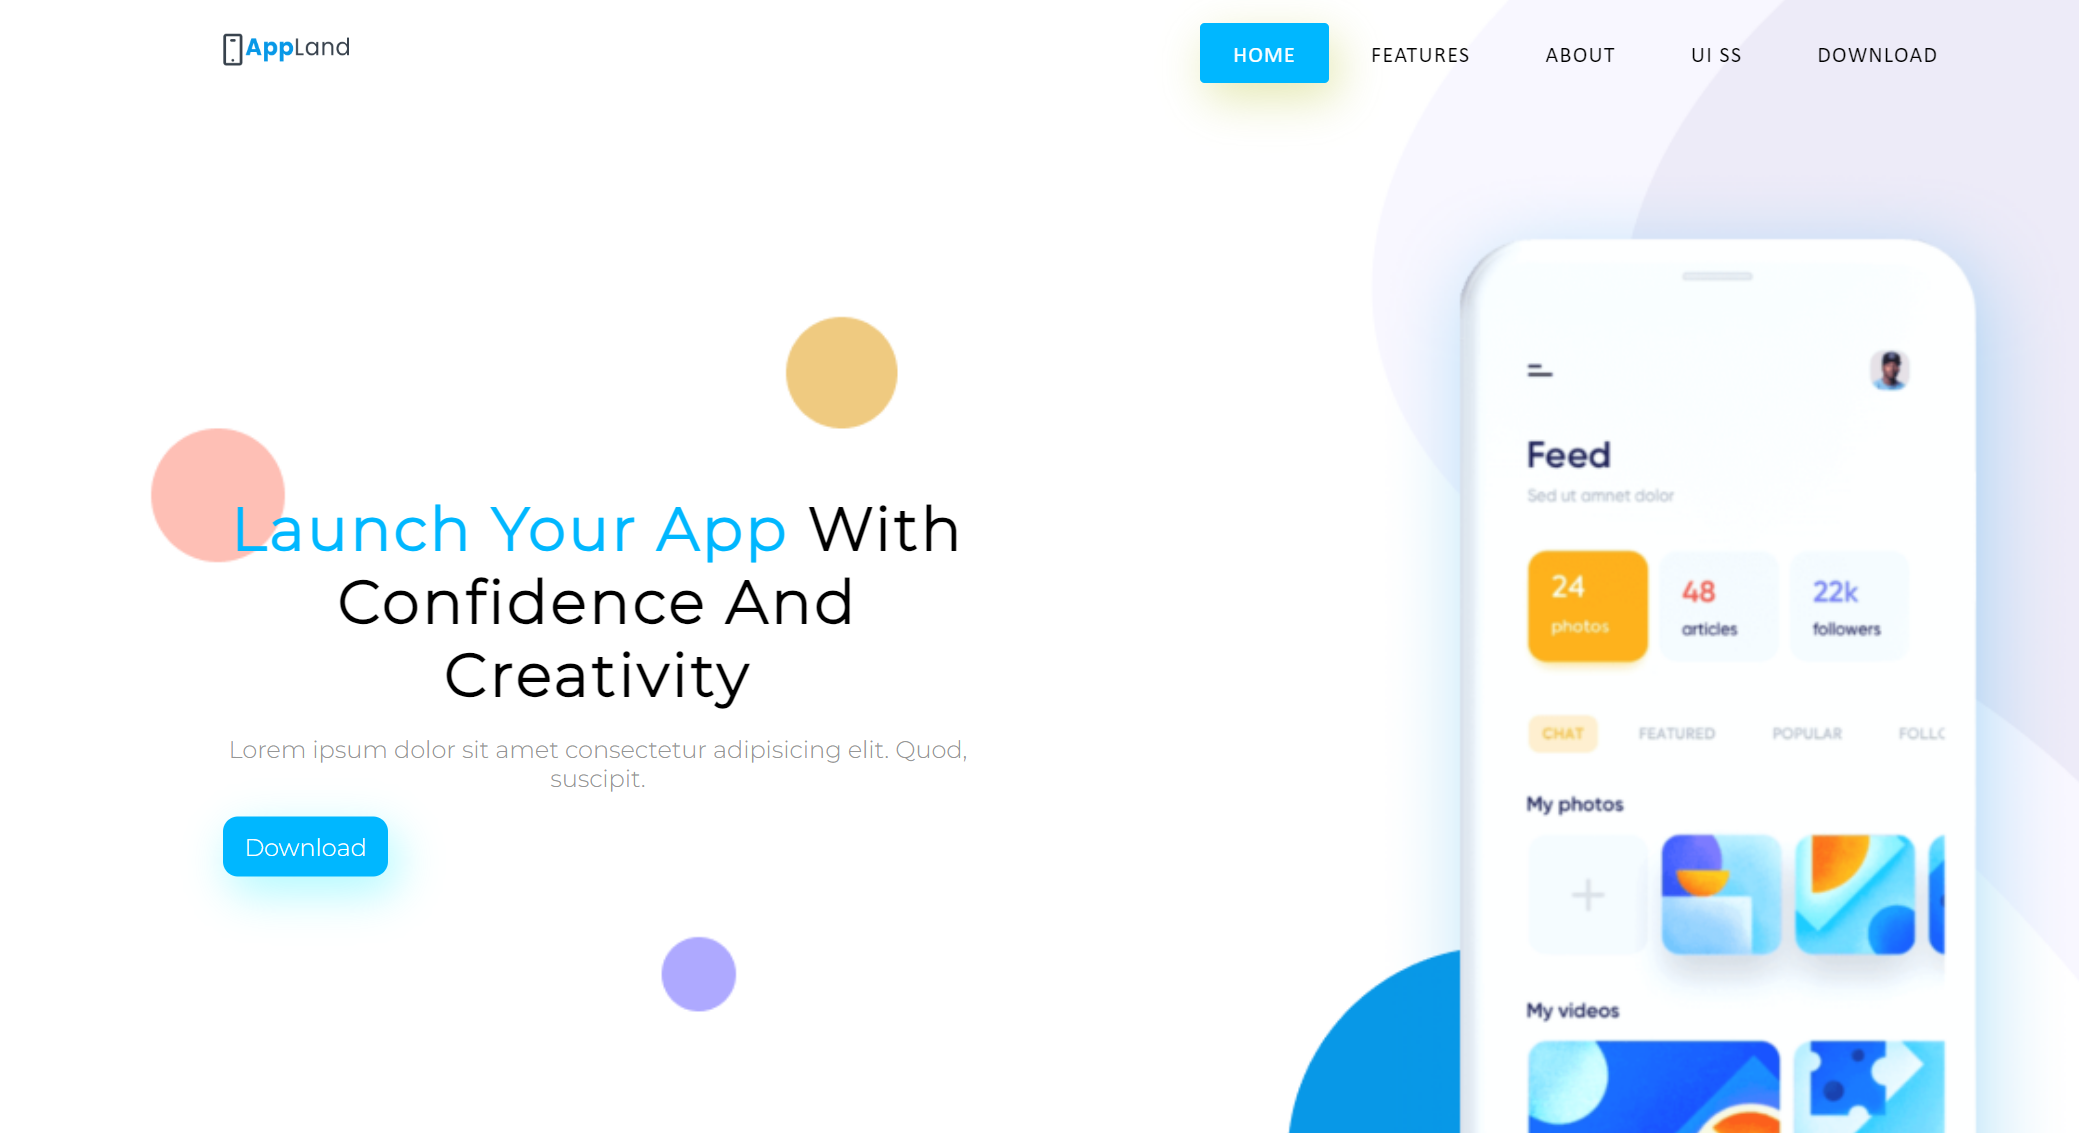 AppLand
HOME FEATURES ABOUT UI SS DOWNLOAD
Launch Your App With
Confidence And
Creativity
Lorem ipsum dolor sit amet consectetur adipisicing elit. Quod,
suscipit.
Download
Feed
Sed ut amnet dolor
24 48 22k
photos articles followers
CHAT FEATURED POPULAR FOLLC
My photos
My videos